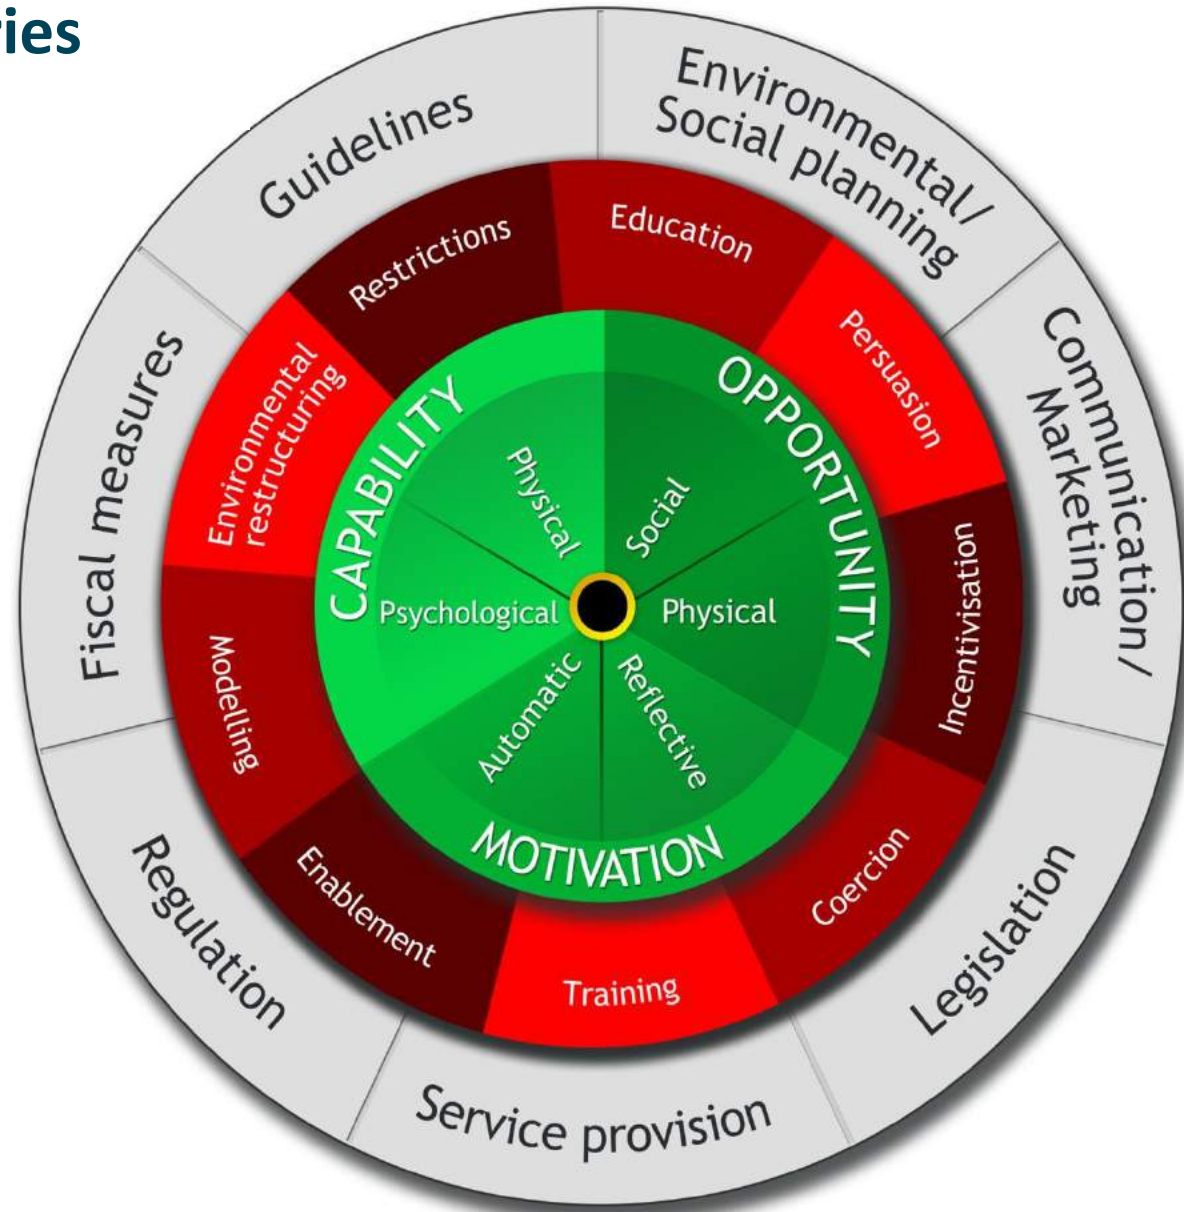 ries
Environmental/
Social planning
Communication/
Marketing
Legislation
Service provision
Regulation
Fiscal measures
Guidelines
Education
Persuasion
Incentivisation
Coercion
Training
Enablement
Modelling
Environmental
restructuring
Restrictions
CAPABILITY
Physical
Psychological
OPPORTUNITY
Social
Physical
MOTIVATION
Automatic
Reflective